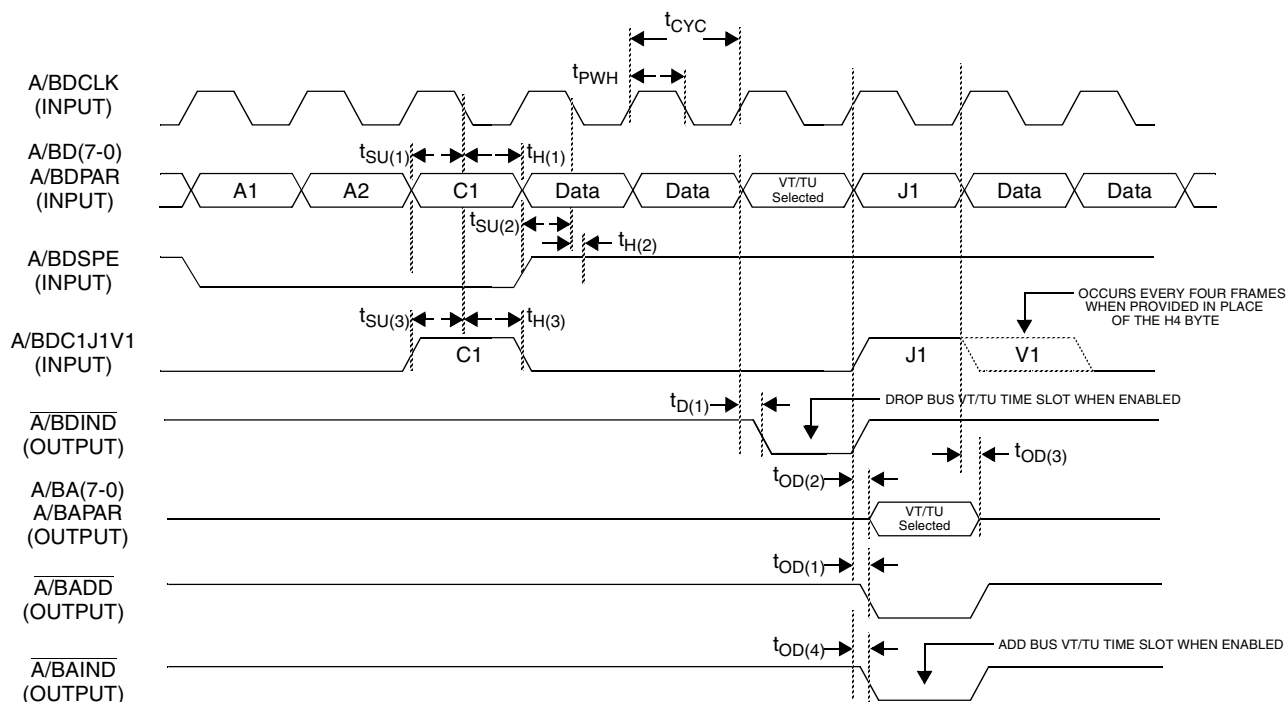 tCYC
A/BDCLK
(INPUT)
tPWH
A/BD(7-0)
A/BDPAR
(INPUT)
tSU(1)
tH(1)
A1
A2
C1
Data
Data
VT/TU
Selected
J1
Data
Data
tSU(2)
tH(2)
A/BDSPE
(INPUT)
OCCURS EVERY FOUR FRAMES
WHEN PROVIDED IN PLACE
OF THE H4 BYTE
tSU(3)
tH(3)
A/BDC1J1V1
(INPUT)
C1
J1
V1
A/BDIND
(OUTPUT)
tD(1)
DROP BUS VT/TU TIME SLOT WHEN ENABLED
tOD(3)
tOD(2)
A/BA(7-0)
A/BAPAR
(OUTPUT)
VT/TU
Selected
tOD(1)
A/BADD
(OUTPUT)
tOD(4)
ADD BUS VT/TU TIME SLOT WHEN ENABLED
A/BAIND
(OUTPUT)